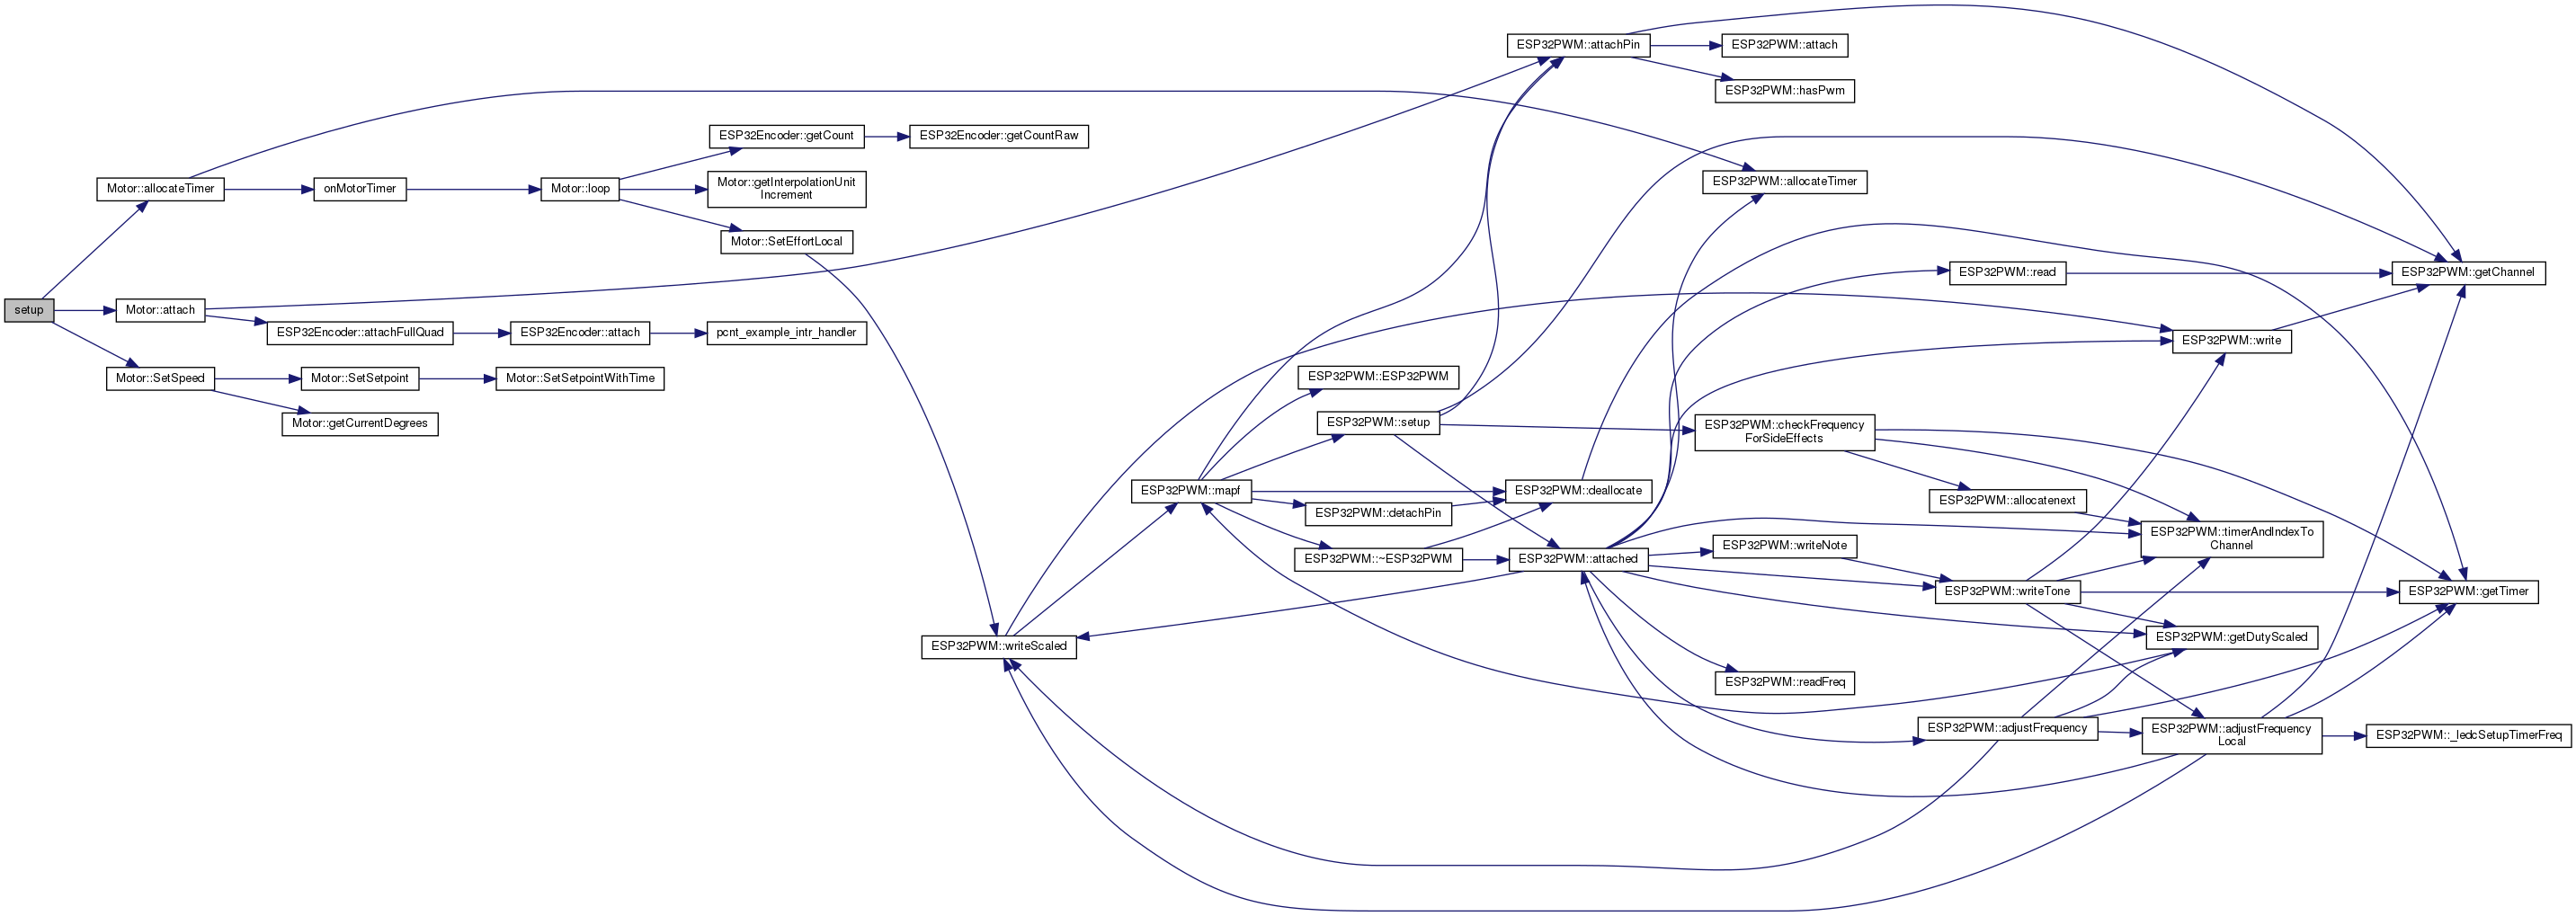 setup
Motor::allocateTimer
Motor::attach
Motor::SetSpeed
onMotorTimer
ESP32Encoder::attachFullQuad
Motor::SetSetpoint
Motor::getCurrentDegrees
Motor::loop
ESP32Encoder::attach
Motor::SetSetpointWithTime
ESP32Encoder::getCount
Motor::getInterpolationUnit
Increment
Motor::SetEffortLocal
pcnt_example_intr_handler
ESP32Encoder::getCountRaw
ESP32PWM::writeScaled
ESP32PWM::mapf
ESP32PWM::ESP32PWM
ESP32PWM::setup
ESP32PWM::detachPin
ESP32PWM::~ESP32PWM
ESP32PWM::attachPin
ESP32PWM::deallocate
ESP32PWM::attached
ESP32PWM::attach
ESP32PWM::hasPwm
ESP32PWM::allocateTimer
ESP32PWM::checkFrequency
ForSideEffects
ESP32PWM::writeNote
ESP32PWM::readFreq
ESP32PWM::read
ESP32PWM::allocatenext
ESP32PWM::writeTone
ESP32PWM::adjustFrequency
ESP32PWM::write
ESP32PWM::timerAndIndexTo
Channel
ESP32PWM::getDutyScaled
ESP32PWM::adjustFrequency
Local
ESP32PWM::getChannel
ESP32PWM::getTimer
ESP32PWM::_ledcSetupTimerFreq